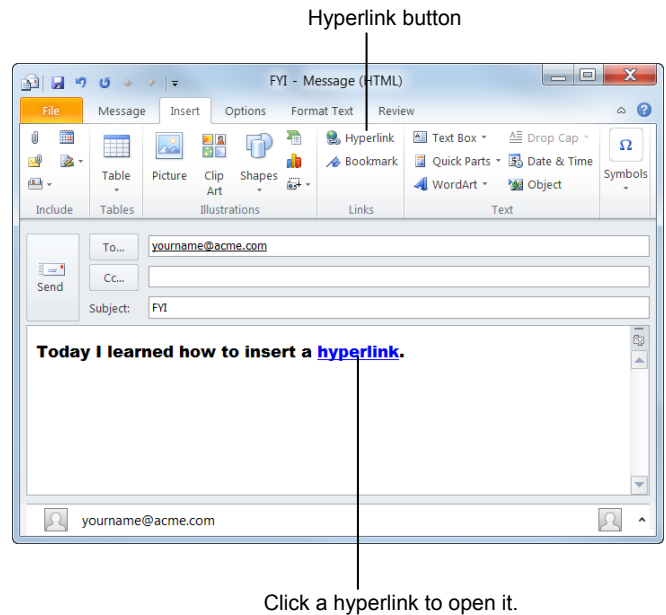 Hyperlink button
FYI - Message (HTML)
File Message Insert Options Format Text Review
Hyperlink Text Box Drop Cap
Bookmark Quick Parts Date & Time
Table Picture Clip Art Shapes WordArt Object Symbols
Include Tables Illustrations Links Text
To... yourname@acme.com
Cc...
Send
Subject: FYI
Today I learned how to insert a hyperlink.
yourname@acme.com
Click a hyperlink to open it.